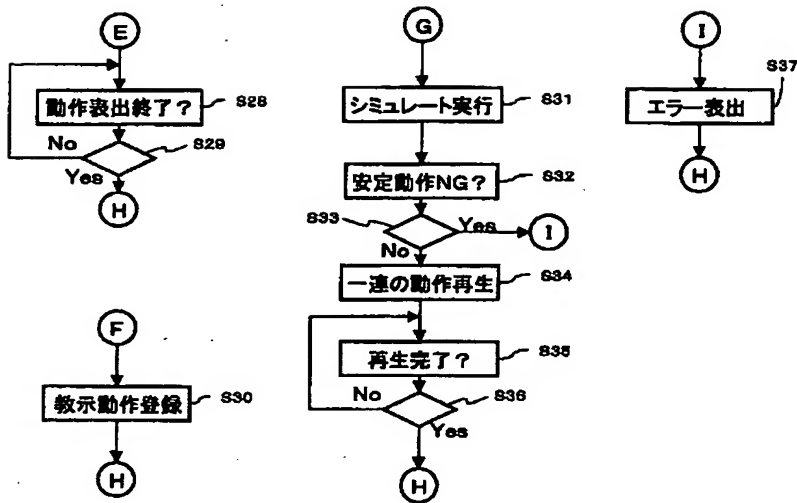 E
動作表出終了?
S28
No
S29
Yes
H
F
教示動作登録
S30
H
G
シミュレート実行
S31
安定動作NG?
S32
S33
Yes
I
No
一連の動作再生
S34
再生完了?
S35
No
S36
Yes
H
I
エラー表出
S37
H